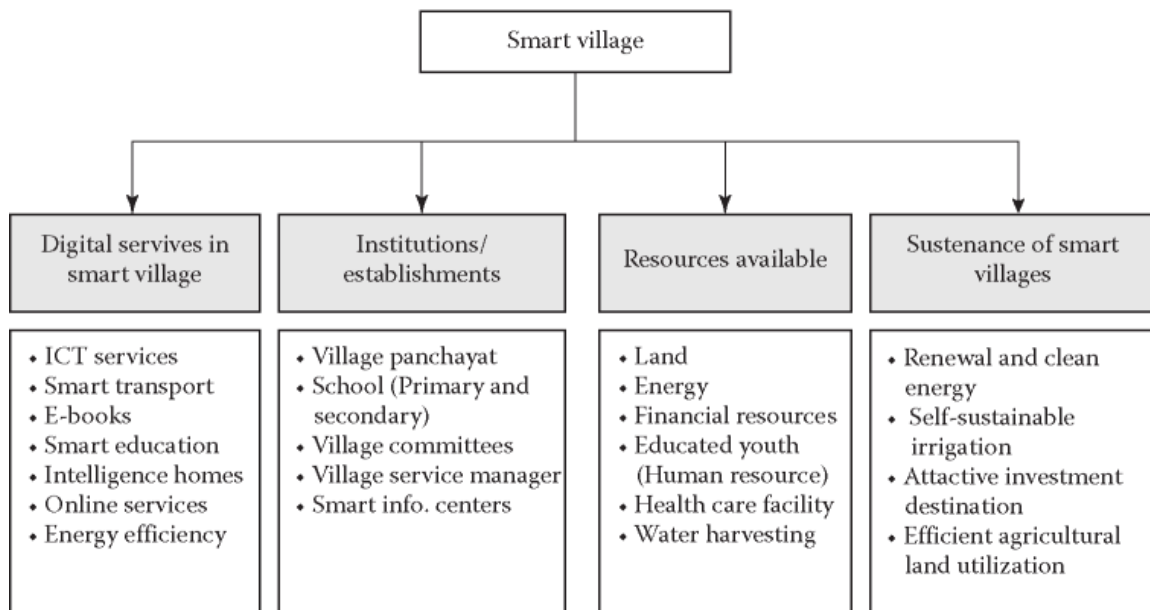 Smart village
Digital servives in
smart village
Institutions/
establishments
Resources available
Sustenance of smart
villages
• ICT services
• Smart transport
• E-books
• Smart education
• Intelligence homes
• Online services
• Energy efficiency
• Village panchayat
• School (Primary and
secondary)
• Village committees
• Village service manager
• Smart info. centers
• Land
• Energy
• Financial resources
• Educated youth
(Human resource)
• Health care facility
• Water harvesting
• Renewal and clean
energy
• Self-sustainable
irrigation
• Attactive investment
destination
• Efficient agricultural
land utilization